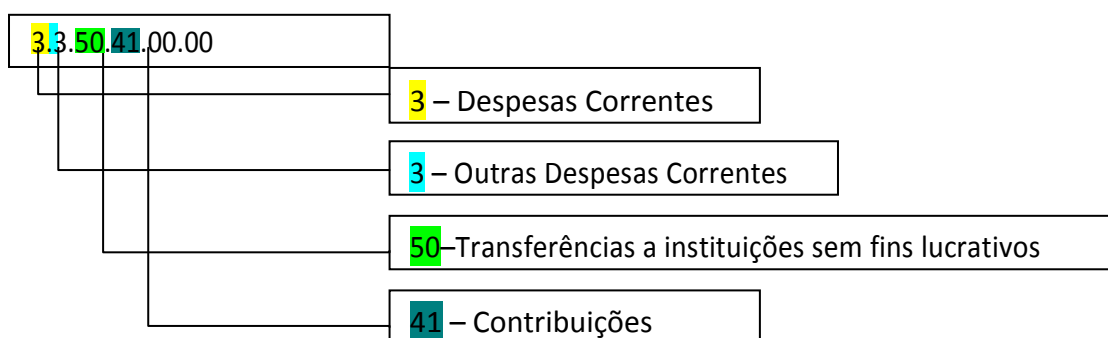 3.3.50.41.00.00
3 – Despesas Correntes
3 – Outras Despesas Correntes
50–Transferências a instituições sem fins lucrativos
41 – Contribuições